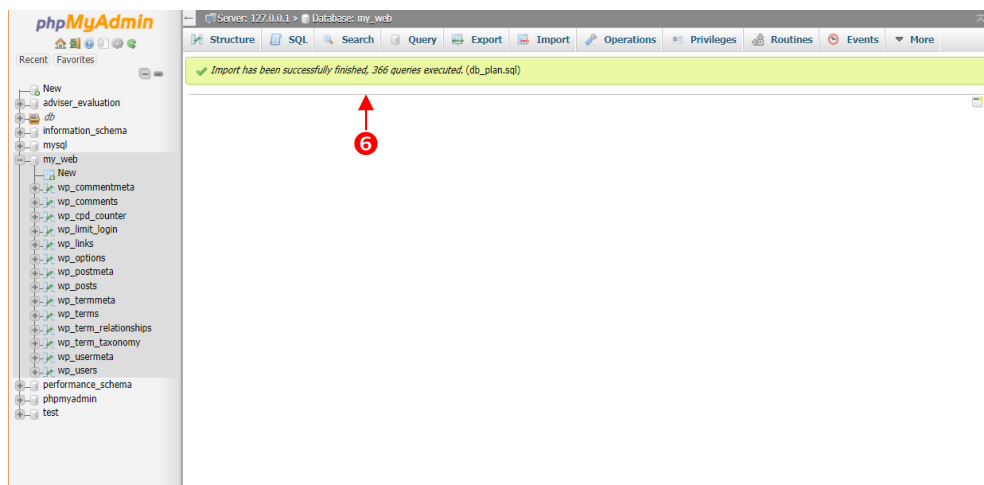 phpMyAdmin
Recent Favorites
New
adviser_evaluation
db
information_schema
mysql
my_web
New
wp_commentmeta
wp_comments
wp_cpd_counter
wp_limit_login
wp_links
wp_options
wp_postmeta
wp_posts
wp_termmeta
wp_terms
wp_term_relationships
wp_term_taxonomy
wp_usermeta
wp_users
performance_schema
phpmyadmin
test
Server: 127.0.0.1 » Database: my_web
Structure SQL Search Query Export Import Operations Privileges Routines Events More
Import has been successfully finished, 366 queries executed. (db_plan.sql)
6